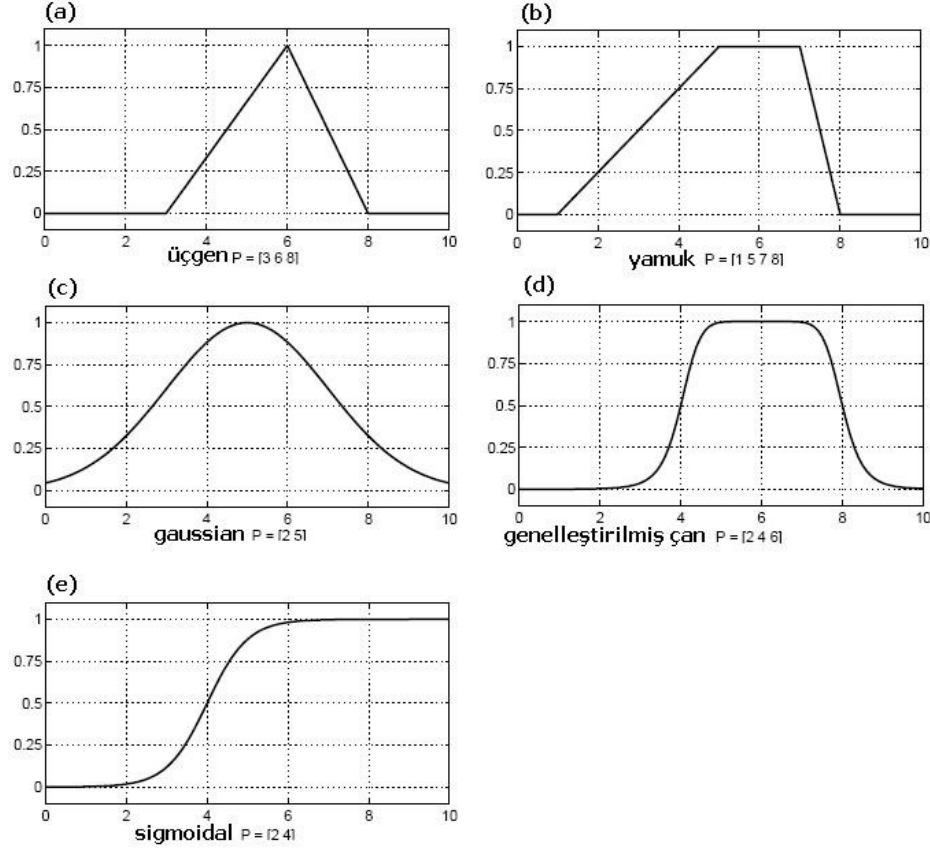 (a)
1
0.75
0.5
0.25
0
0 2 4 6 8 10
üçgen P = [3 6 8]
(b)
1
0.75
0.5
0.25
0
0 2 4 6 8 10
yamuk P = [1 5 7 8]
(c)
1
0.75
0.5
0.25
0
0 2 4 6 8 10
gaussian P = [2 5]
(d)
1
0.75
0.5
0.25
0
0 2 4 6 8 10
genelleştirilmiş çan P = [2 4 6]
(e)
1
0.75
0.5
0.25
0
0 2 4 6 8 10
sigmoidal P = [2 4]